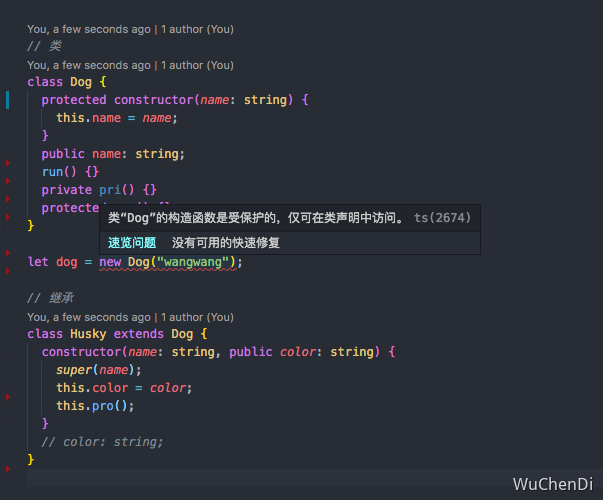 You, a few seconds ago | 1 author (You)
// 类
You, a few seconds ago | 1 author (You)
class Dog {
protected constructor(name: string) {
this.name = name;
}
public name: string;
run() {}
private pri() {}
protected
}
类“Dog”的构造函数是受保护的，仅可在类声明中访问。 ts(2674)
速览问题 没有可用的快速修复
let dog = new Dog("wangwang");
// 继承
You, a few seconds ago | 1 author (You)
class Husky extends Dog {
constructor(name: string, public color: string) {
super(name);
this.color = color;
this.pro();
}
// color: string;
}
WuChenDi